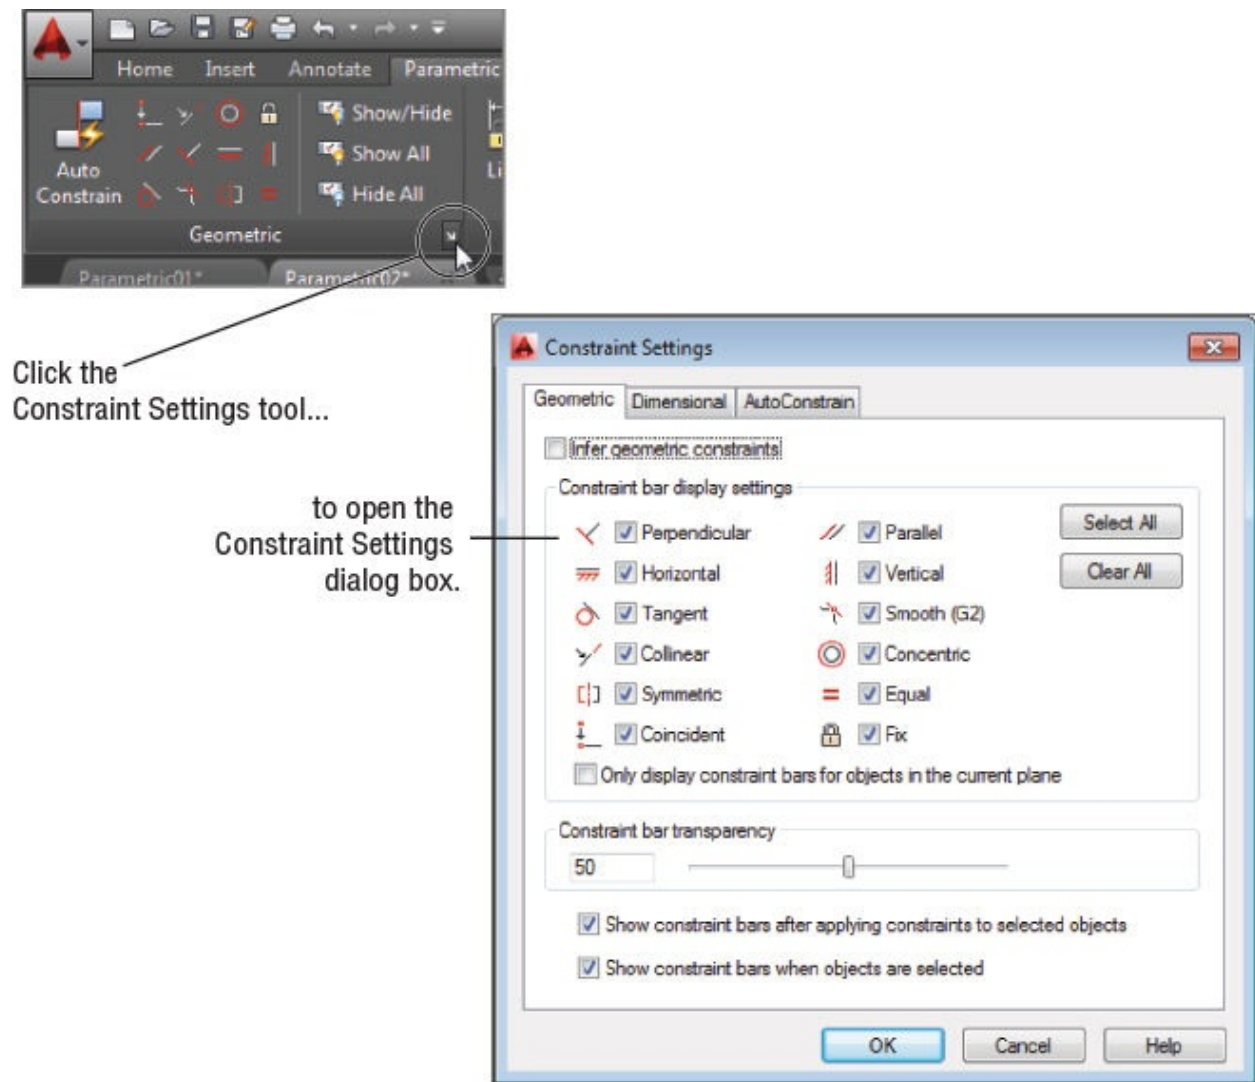 Home Insert Annotate Parametric
Show/Hide
Auto Constrain
Show All
Hide All
Li
Geometric
Parametric01* Parametric02*
Click the
Constraint Settings tool...
to open the
Constraint Settings
dialog box.
Constraint Settings
Geometric Dimensional AutoConstrain
Infer geometric constraints
Constraint bar display settings
Perpendicular Parallel Select All
Horizontal Vertical Clear All
Tangent Smooth (G2)
Collinear Concentric
Symmetric Equal
Coincident Fix
Only display constraint bars for objects in the current plane
Constraint bar transparency
50
Show constraint bars after applying constraints to selected objects
Show constraint bars when objects are selected
OK Cancel Help